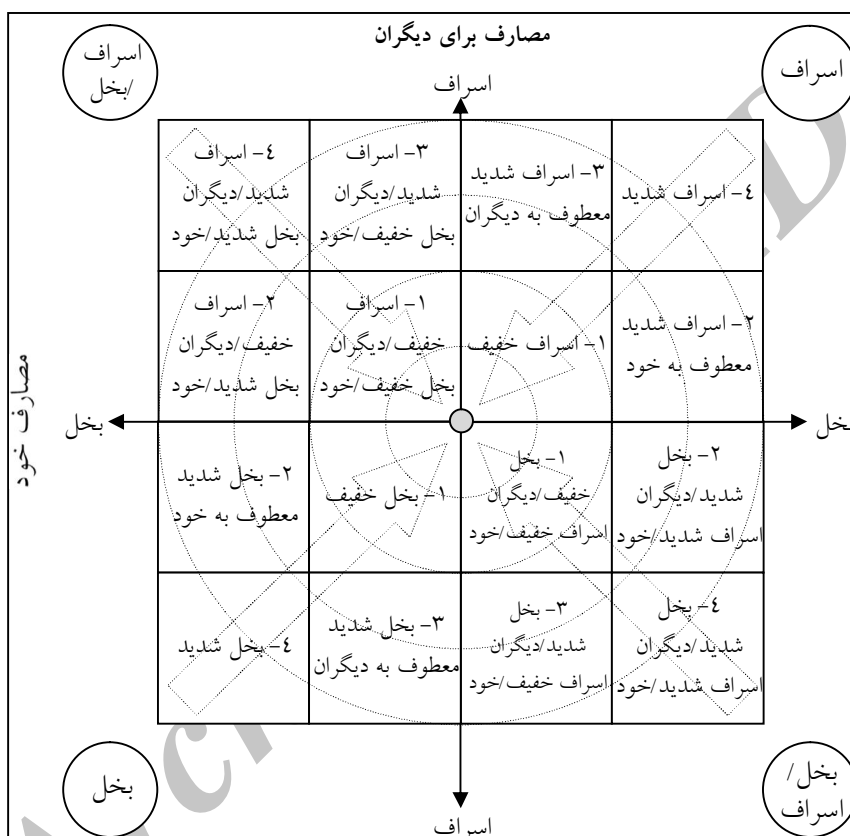 مصارف برای دیگران
اسراف
اسراف
اسراف
/بخل
٤- اسراف شدید
۳- اسراف شدید
معطوف به دیگران
۳- اسراف
شدید/دیگران
بخل خفیف/خود
٤- اسراف
شدید/دیگران
بخل شدید/خود
۲- اسراف شدید
معطوف به خود
۱- اسراف خفیف
۱- اسراف
خفیف/دیگران
بخل خفیف/خود
۲- اسراف
خفیف/دیگران
بخل شدید/خود
بخل
بخل
مصارف خود
۲- بخل
شدید/دیگران
اسراف شدید/خود
۱- بخل
خفیف/دیگران
اسراف خفیف/خود
۱- بخل خفیف
۲- بخل شدید
معطوف به خود
٤- بخل
شدید/دیگران
اسراف شدید/خود
۳- بخل
شدید/دیگران
اسراف خفیف/خود
۳- بخل شدید
معطوف به دیگران
٤- بخل شدید
بخل/
اسراف
اسراف
بخل